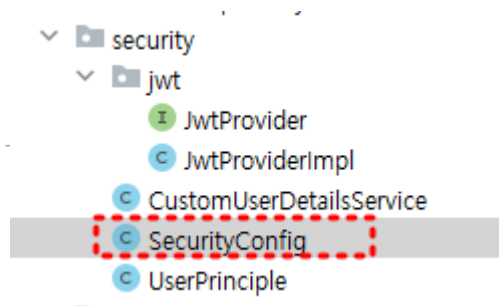 security
jwt
I JwtProvider
C JwtProviderImpl
C CustomUserDetailsService
C SecurityConfig
C UserPrinciple